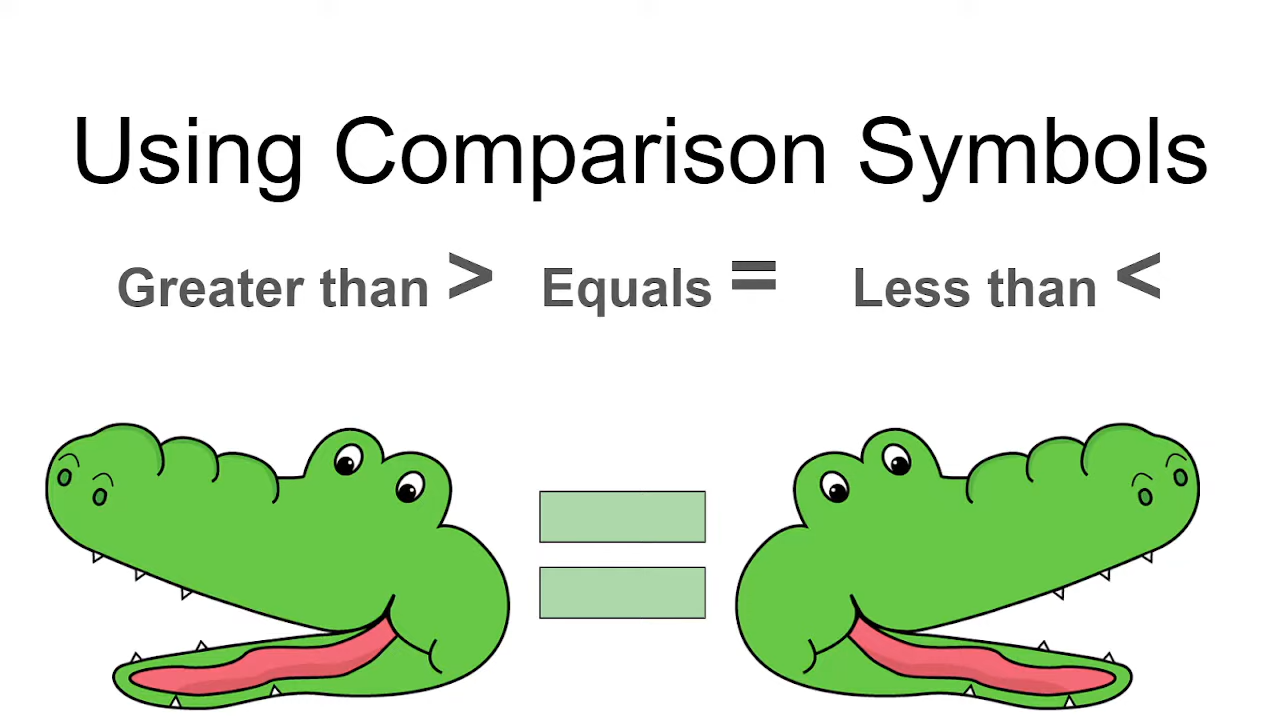 Using Comparison Symbols
Greater than > Equals = Less than <